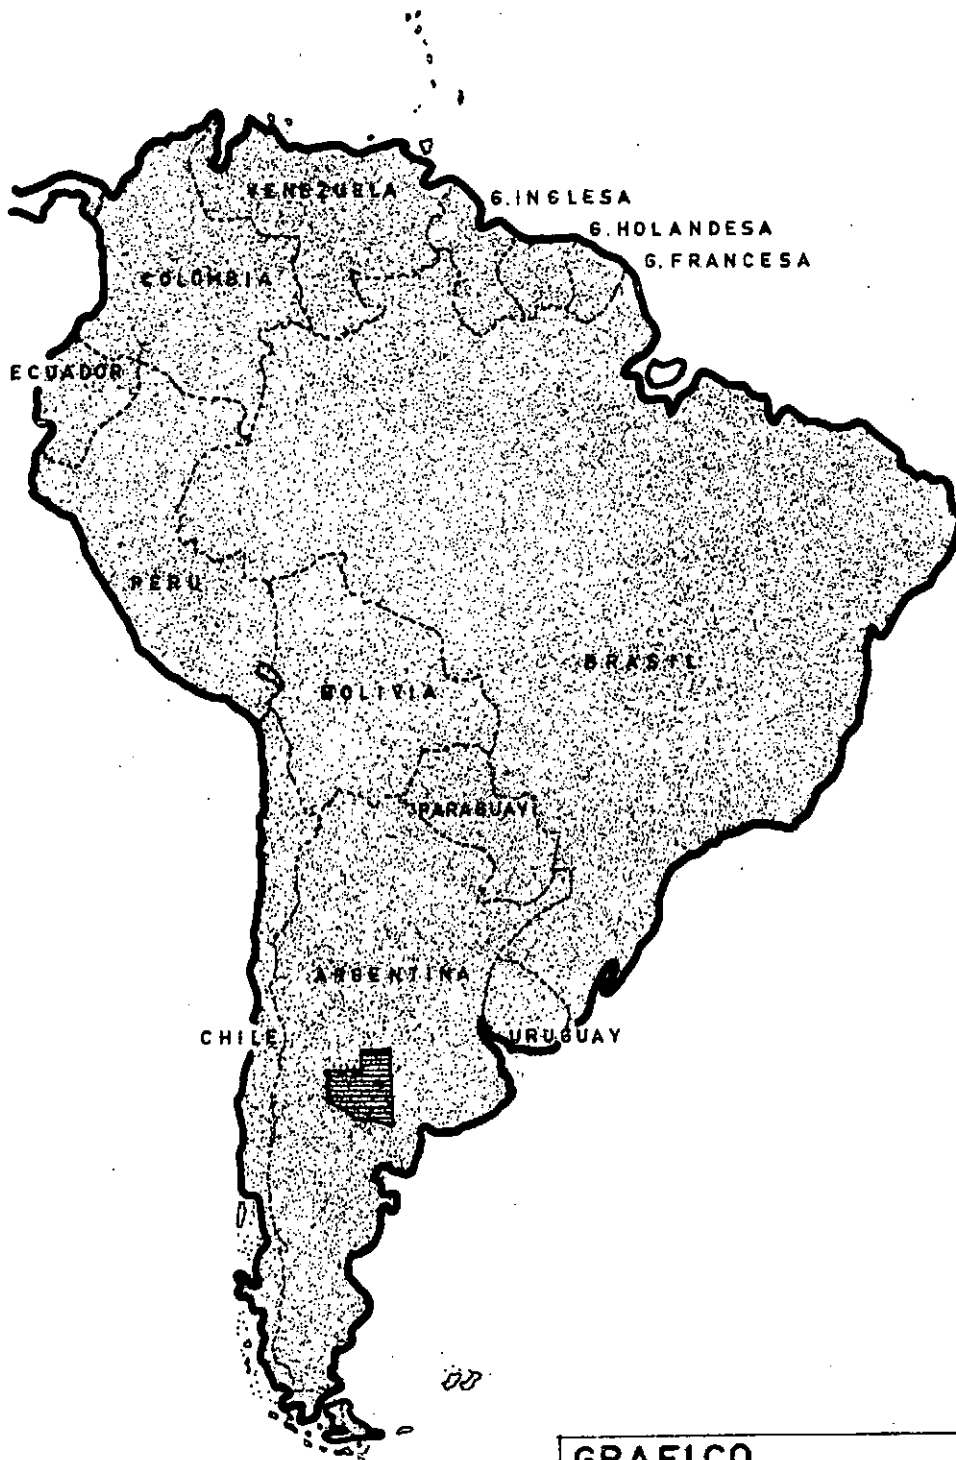 VENEZUELA
G. INGLESA
G. HOLANDESA
G. FRANCESA
COLOMBIA
ECUADOR
PERU
BRASIL
BOLIVIA
PARAGUAY
ARGENTINA
CHILE
URUGUAY
GRAFICO